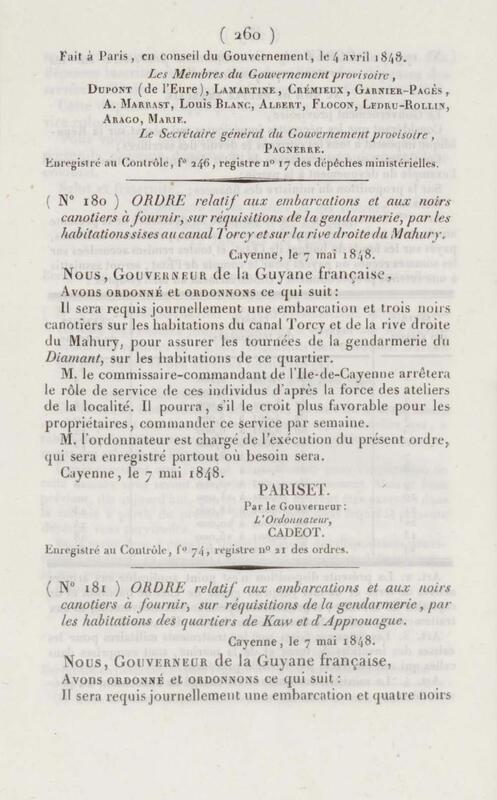 ( 260 )
Fait à Paris, en conseil du Gouvernement, le 4 avril 1848.
Les Membres du Gouvernement provisoire,
DUPONT (de l'Eure), LAMARTINE, CRÉMIEUX, GARNIER-PAGÈS,
A. MARRAST, LOUIS BLANC, ALBERT, FLOCON, LEDRU-ROLLIN,
ARAGO, MARIE.
Le Secrétaire général du Gouvernement provisoire,
PAGNERRE.
Enregistré au Contrôle, f° 246, registre n° 17 des dépêches ministérielles.
( N° 180 ) ORDRE relatif aux embarcations et aux noirs
canotiers à fournir, sur réquisitions de la gendarmerie, par les
habitations sises au canal Torcy et sur la rive droite du Mahury.
Cayenne, le 7 mai 1848.
NOUS, GOUVERNEUR de la Guyane française,
AVONS ORDONNÉ et ORDONNONS ce qui suit :
Il sera requis journellement une embarcation et trois noirs
canotiers sur les habitations du canal Torcy et de la rive droite
du Mahury, pour assurer les tournées de la gendarmerie du
Diamant, sur les habitations de ce quartier.
M. le commissaire-commandant de l'Ile-de-Cayenne arrêtera
le rôle de service de ces individus d'après la force des ateliers
de la localité. Il pourra, s'il le croit plus favorable pour les
propriétaires, commander ce service par semaine.
M. l'ordonnateur est chargé de l'exécution du présent ordre,
qui sera enregistré partout où besoin sera.
Cayenne, le 7 mai 1848.
PARISET.
Par le Gouverneur :
L'Ordonnateur,
CADEOT.
Enregistré au Contrôle, f° 74, registre n° 21 des ordres.
( N° 181 ) ORDRE relatif aux embarcations et aux noirs
canotiers à fournir, sur réquisitions de la gendarmerie, par
les habitations des quartiers de Kaw et d'Approuague.
Cayenne, le 7 mai 1848.
NOUS, GOUVERNEUR de la Guyane française,
AVONS ORDONNÉ et ORDONNONS ce qui suit :
Il sera requis journellement une embarcation et quatre noirs